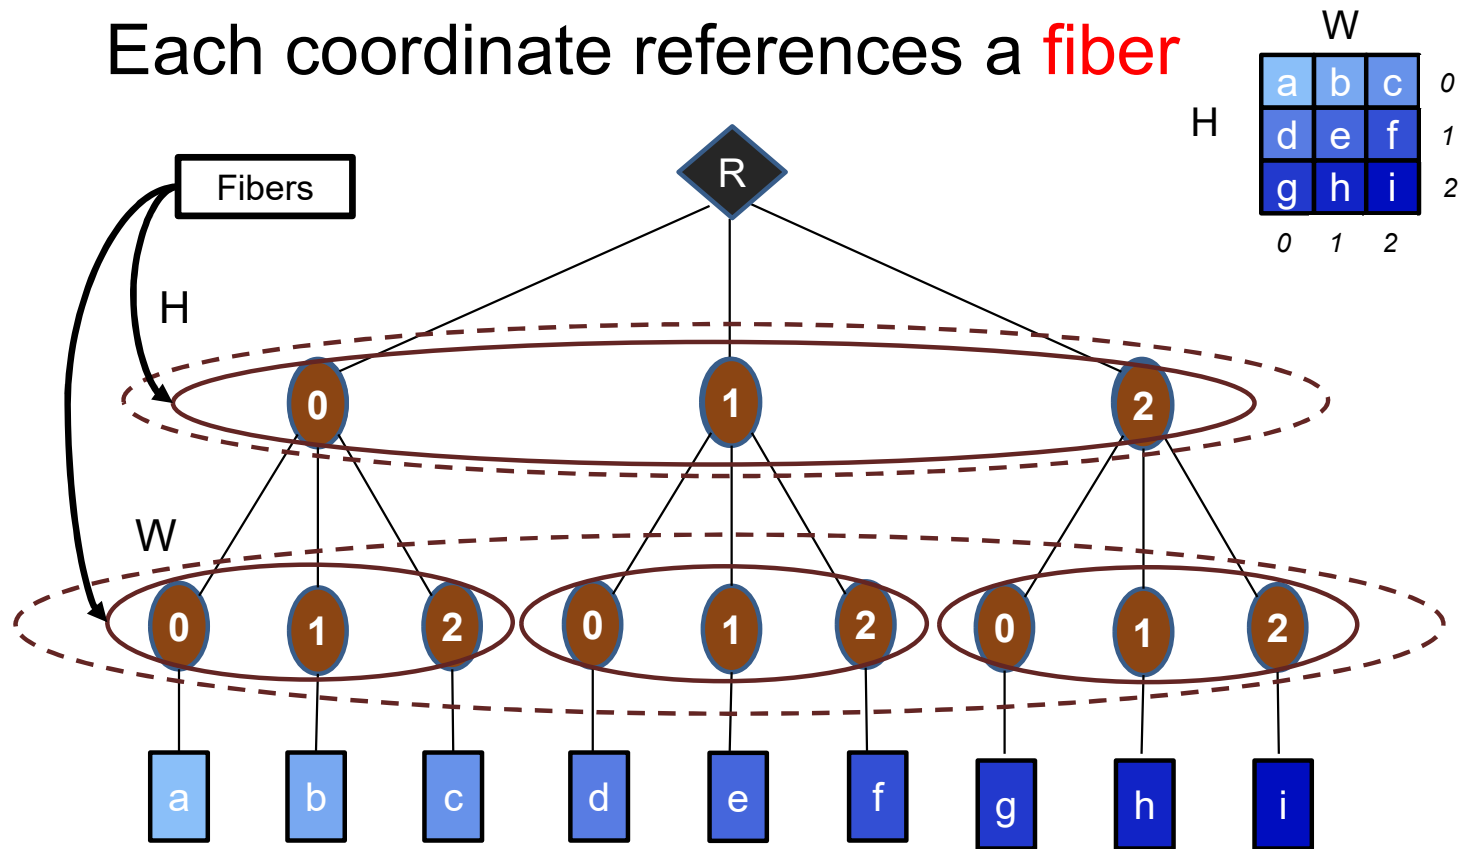 Each coordinate references a fiber
W
a b c 0
H
d e f 1
g h i 2
0 1 2
Fibers
R
H
0 1 2
W
0 1 2 0 1 2 0 1 2
a b c d e f g h i